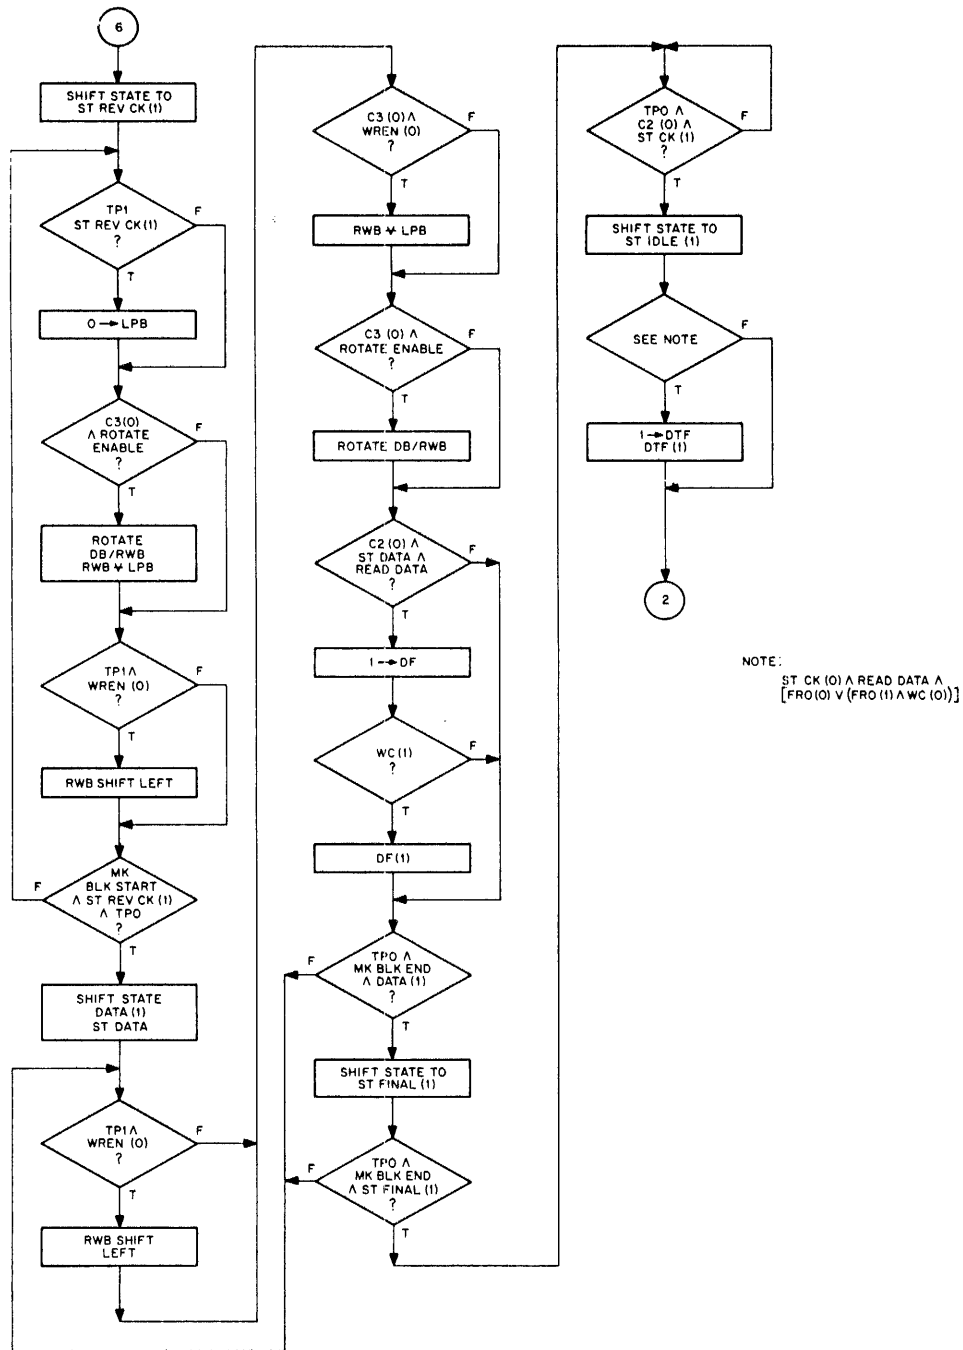 6
SHIFT STATE TO
ST REV CK(1)
TP1
ST REV CK(1)
?
F
T
0→LPB
C3(0)
∧ ROTATE
ENABLE
?
F
T
ROTATE
DB/RWB
RWB ⩝ LPB
TP1∧
WREN (0)
?
F
T
RWB SHIFT LEFT
MK
BLK START
∧ ST REV CK(1)
∧ TP0
?
F
T
SHIFT STATE
DATA(1)
ST DATA
TP1∧
WREN (0)
?
F
T
RWB SHIFT
LEFT
C3 (0) ∧
WREN (0)
?
F
T
RWB ⩝ LPB
C3 (0) ∧
ROTATE ENABLE
?
F
T
ROTATE DB/RWB
C2(0) ∧
ST DATA ∧
READ DATA
?
F
T
1→DF
WC(1)
?
F
T
DF(1)
TP0 ∧
MK BLK END
∧ DATA(1)
?
F
T
SHIFT STATE TO
ST FINAL (1)
TP0 ∧
MK BLK END
∧ ST FINAL (1)
?
F
T
TP0 ∧
C2 (0) ∧
ST CK (1)
?
F
T
SHIFT STATE TO
ST IDLE (1)
SEE NOTE
F
T
1→DTF
DTF(1)
2
NOTE:
ST CK (0) ∧ READ DATA ∧
[FR0(0) ∨ (FR0(1) ∧ WC(0))]